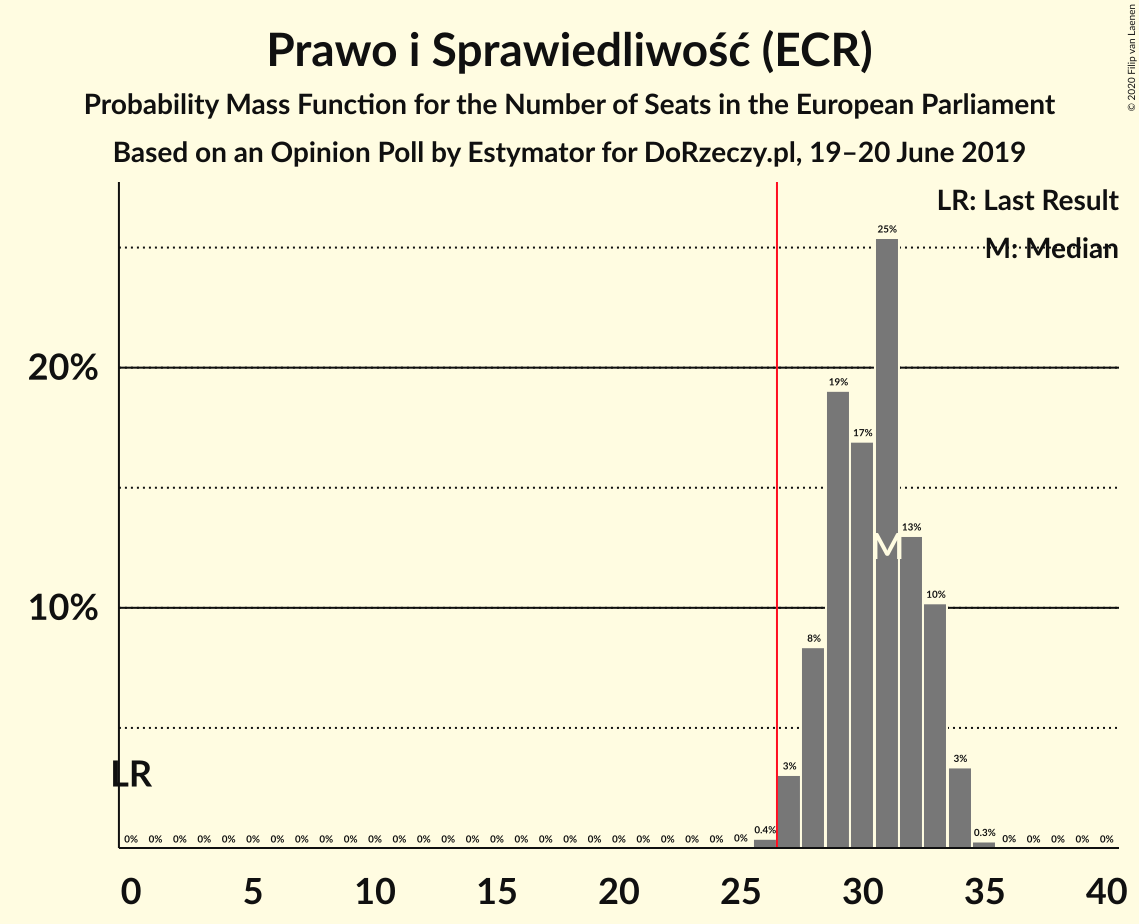 Prawo i Sprawiedliwość (ECR)
Probability Mass Function for the Number of Seats in the European Parliament
Based on an Opinion Poll by Estymator for DoRzeczy.pl, 19–20 June 2019
© 2020 Filip van Laenen
LR: Last Result
M: Median
25%
20%
19%
17%
13%
M
10%
10%
8%
LR
3%
3%
0% 0% 0% 0% 0% 0% 0% 0% 0% 0% 0% 0% 0% 0% 0% 0% 0% 0% 0% 0% 0% 0% 0% 0% 0% 0% 0.4% 0.3% 0% 0% 0% 0% 0%
0 5 10 15 20 25 30 35 40